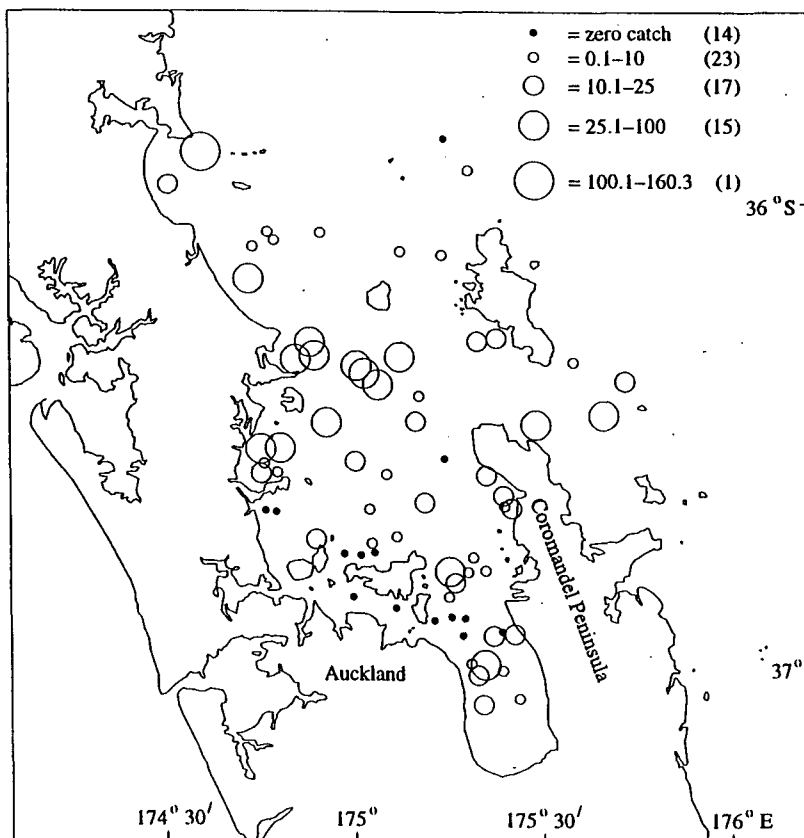 = zero catch (14)
= 0.1–10 (23)
= 10.1–25 (17)
= 25.1–100 (15)
= 100.1–160.3 (1)
36 °S
Coromandel Peninsula
Auckland
37°
174° 30′ 175° 175° 30′ 176° E